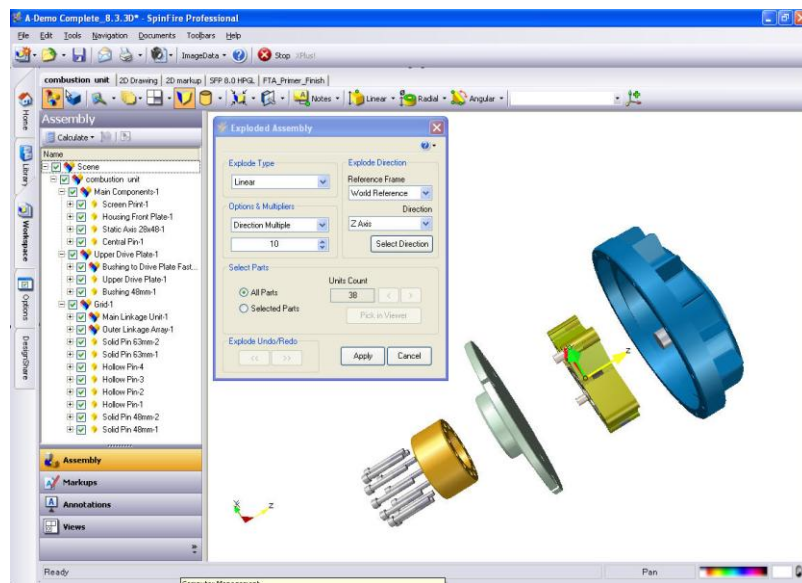 A-Demo Complete_8.3.3D* - SpinFire Professional
File Edit Tools Navigation Documents Toolbars Help
ImageData Stop
combustion unit 2D Drawing 2D markup SFP 8.0 HPGL FTA_Primer_Finish
Notes Linear Radial Angular
Home
Library
Workspace
Options
DesignShare
Assembly
Calculate
Name
Scene
combustion unit
Main Components-1
Screen Print-1
Housing Front Plate-1
Static Axis 28x48-1
Central Pin-1
Upper Drive Plate-1
Bushing to Drive Plate Fast...
Upper Drive Plate-1
Bushing 48mm-1
Grid-1
Main Linkage Unit-1
Outer Linkage Array-1
Solid Pin 63mm-2
Solid Pin 63mm-1
Hollow Pin-4
Hollow Pin-3
Hollow Pin-2
Hollow Pin-1
Solid Pin 48mm-2
Solid Pin 48mm-1
Assembly
Markups
Annotations
Views
Exploded Assembly
Explode Type
Linear
Options & Multipliers
Direction Multiple
10
Explode Direction
Reference Frame
World Reference
Direction
Z Axis
Select Direction
Select Parts
All Parts
Selected Parts
Units Count
38
Pick in Viewer
Explode Undo/Redo
<< >>
Apply Cancel
z
z
Ready Pan